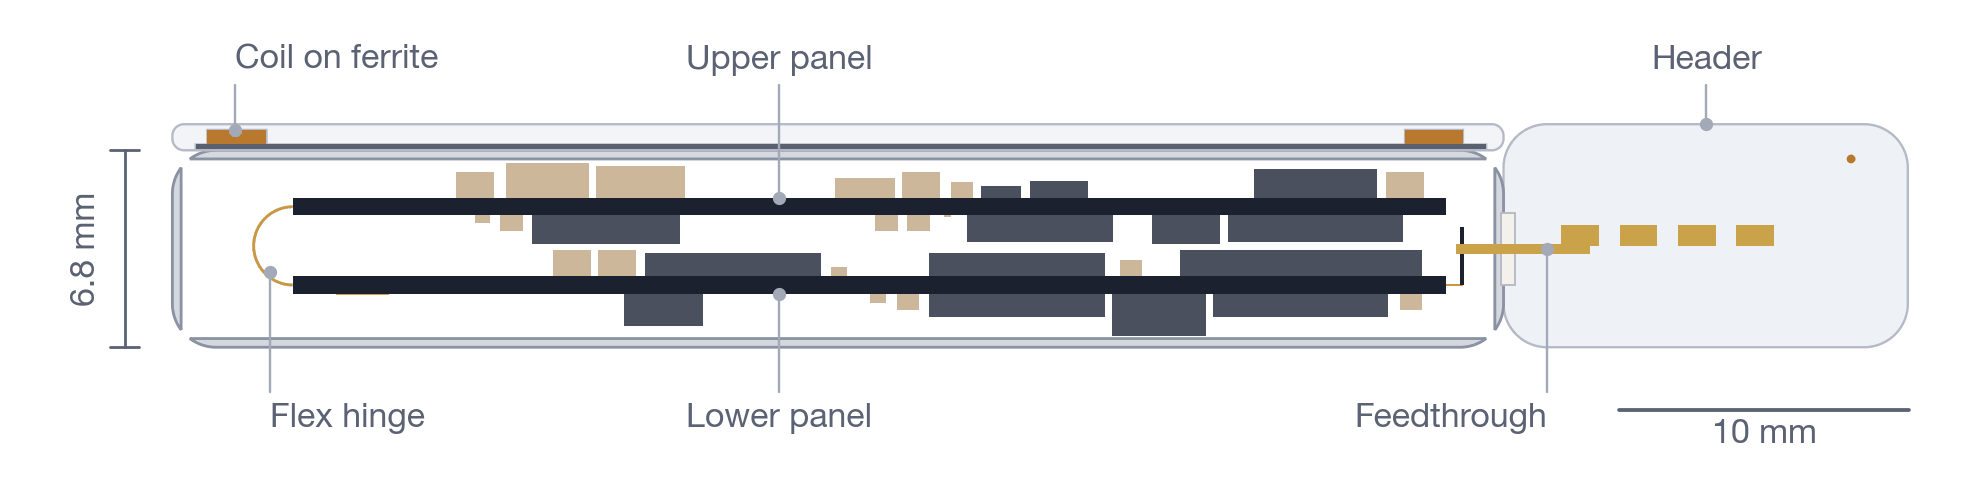 Coil on ferrite
Upper panel
Header
6.8 mm
Flex hinge
Lower panel
Feedthrough
10 mm